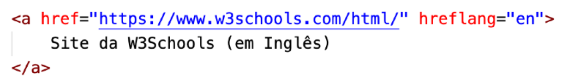 <a href="https://www.w3schools.com/html/" hreflang="en">
Site da W3Schools (em Inglês)
</a>